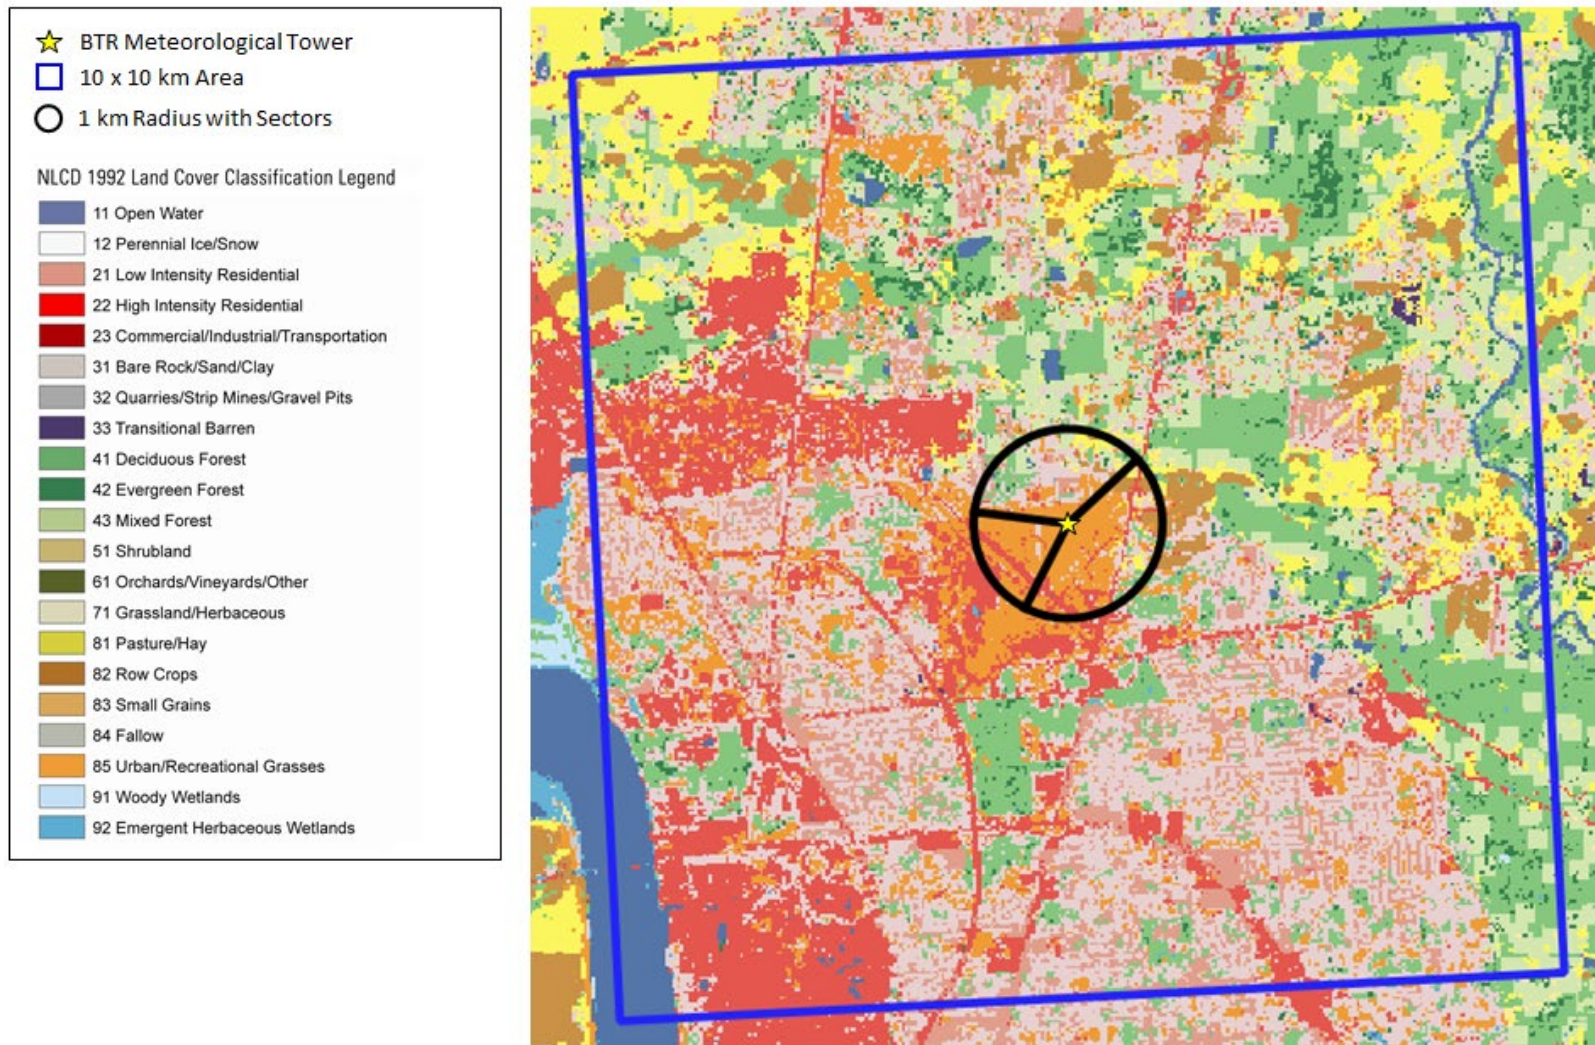 BTR Meteorological Tower
10 x 10 km Area
1 km Radius with Sectors
NLCD 1992 Land Cover Classification Legend
11 Open Water
12 Perennial Ice/Snow
21 Low Intensity Residential
22 High Intensity Residential
23 Commercial/Industrial/Transportation
31 Bare Rock/Sand/Clay
32 Quarries/Strip Mines/Gravel Pits
33 Transitional Barren
41 Deciduous Forest
42 Evergreen Forest
43 Mixed Forest
51 Shrubland
61 Orchards/Vineyards/Other
71 Grassland/Herbaceous
81 Pasture/Hay
82 Row Crops
83 Small Grains
84 Fallow
85 Urban/Recreational Grasses
91 Woody Wetlands
92 Emergent Herbaceous Wetlands